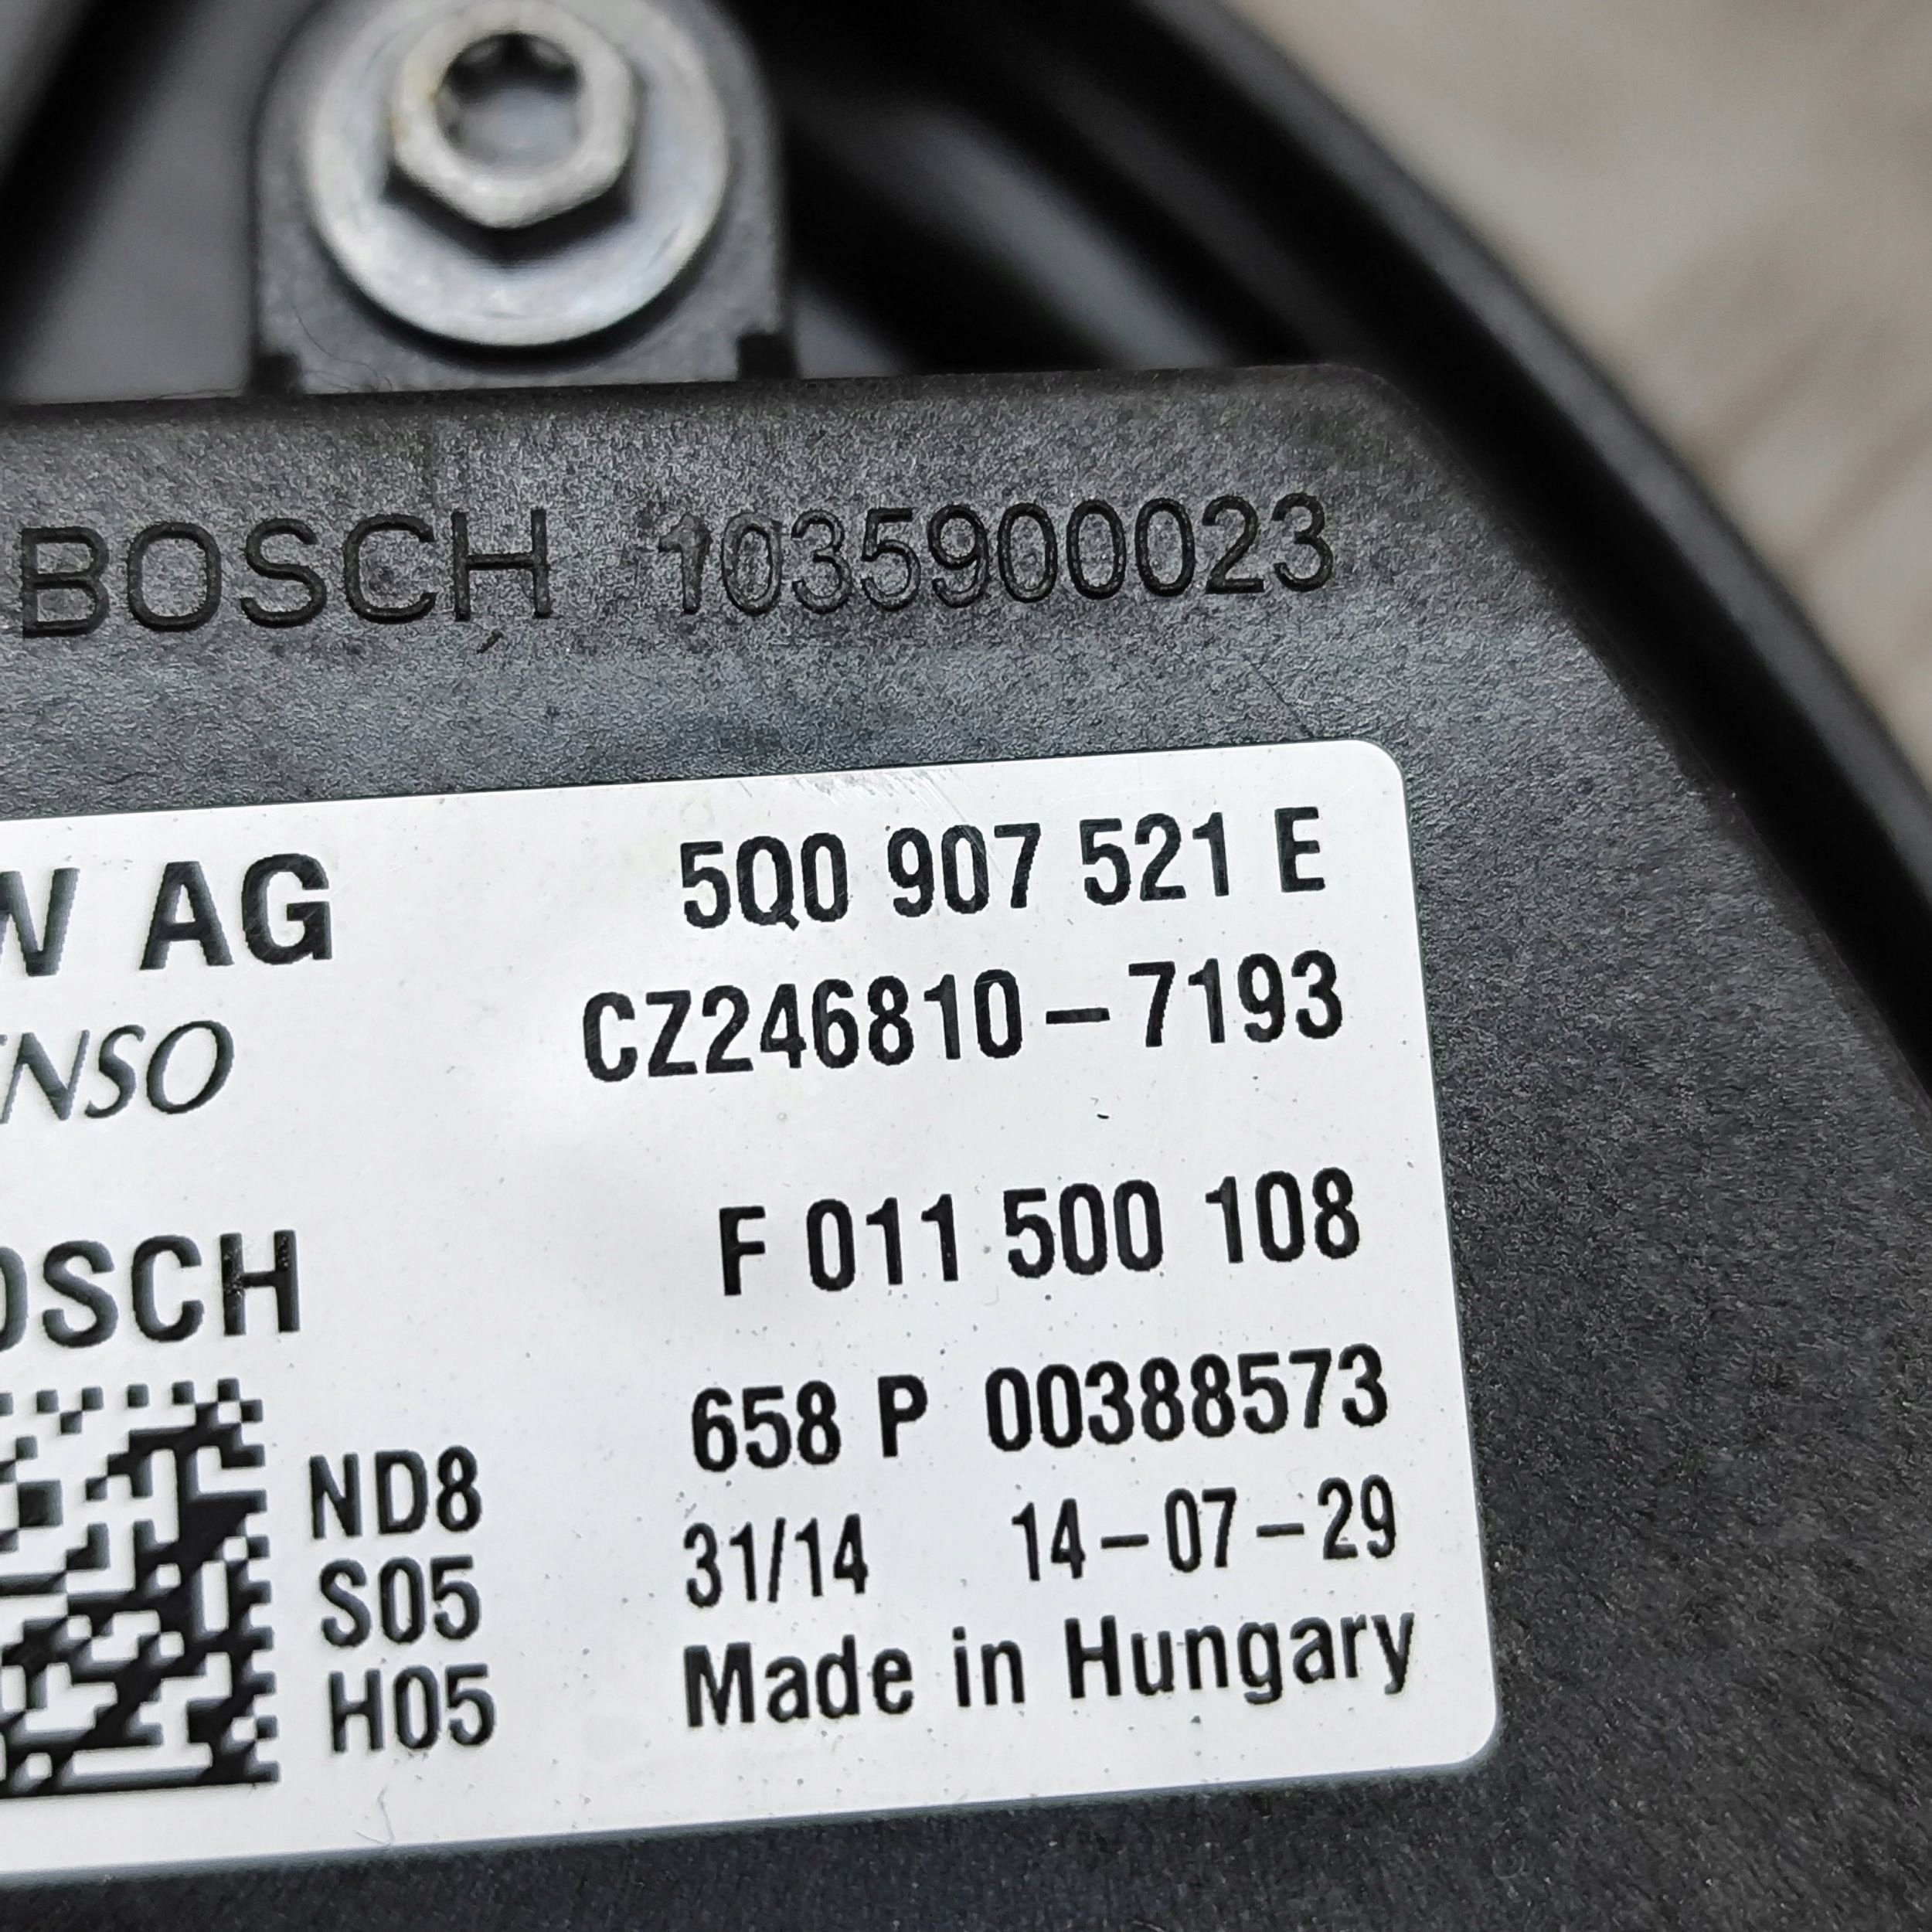 BOSCH 1035900023
W AG 5Q0 907 521 E
ENSO CZ246810-7193
OSCH F 011 500 108
658 P 00388573
ND8 31/14 14-07-29
S05
H05 Made in Hungary